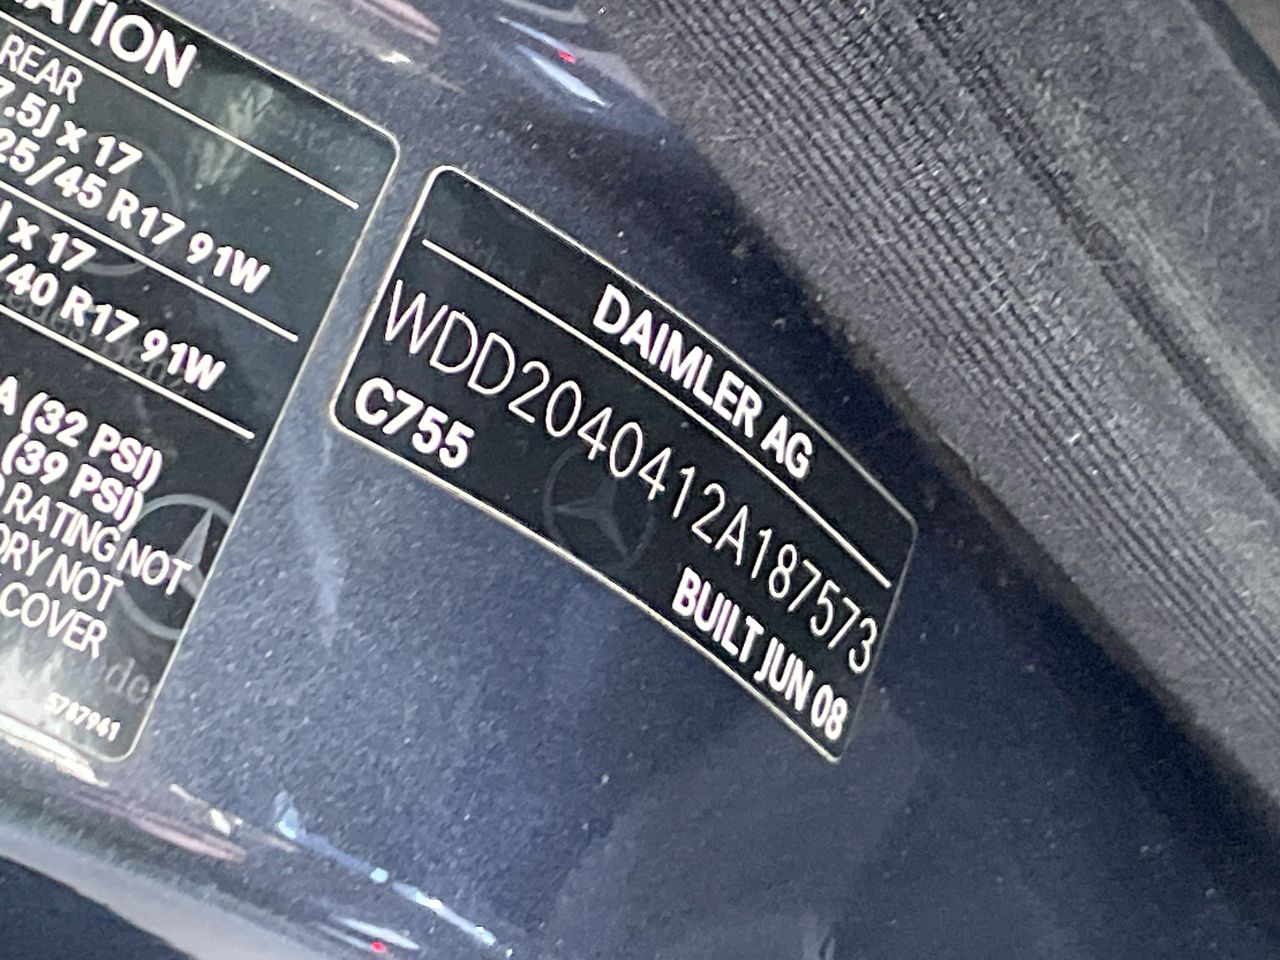 ATION
REAR
7.5J x 17
25/45 R17 91W
J x 17
/40 R17 91W
A (32 PSI)
(39 PSI)
RATING NOT
ORY NOT
COVER
5787941
DAIMLER AG
WDD2040412A187573
C755
BUILT JUN 08